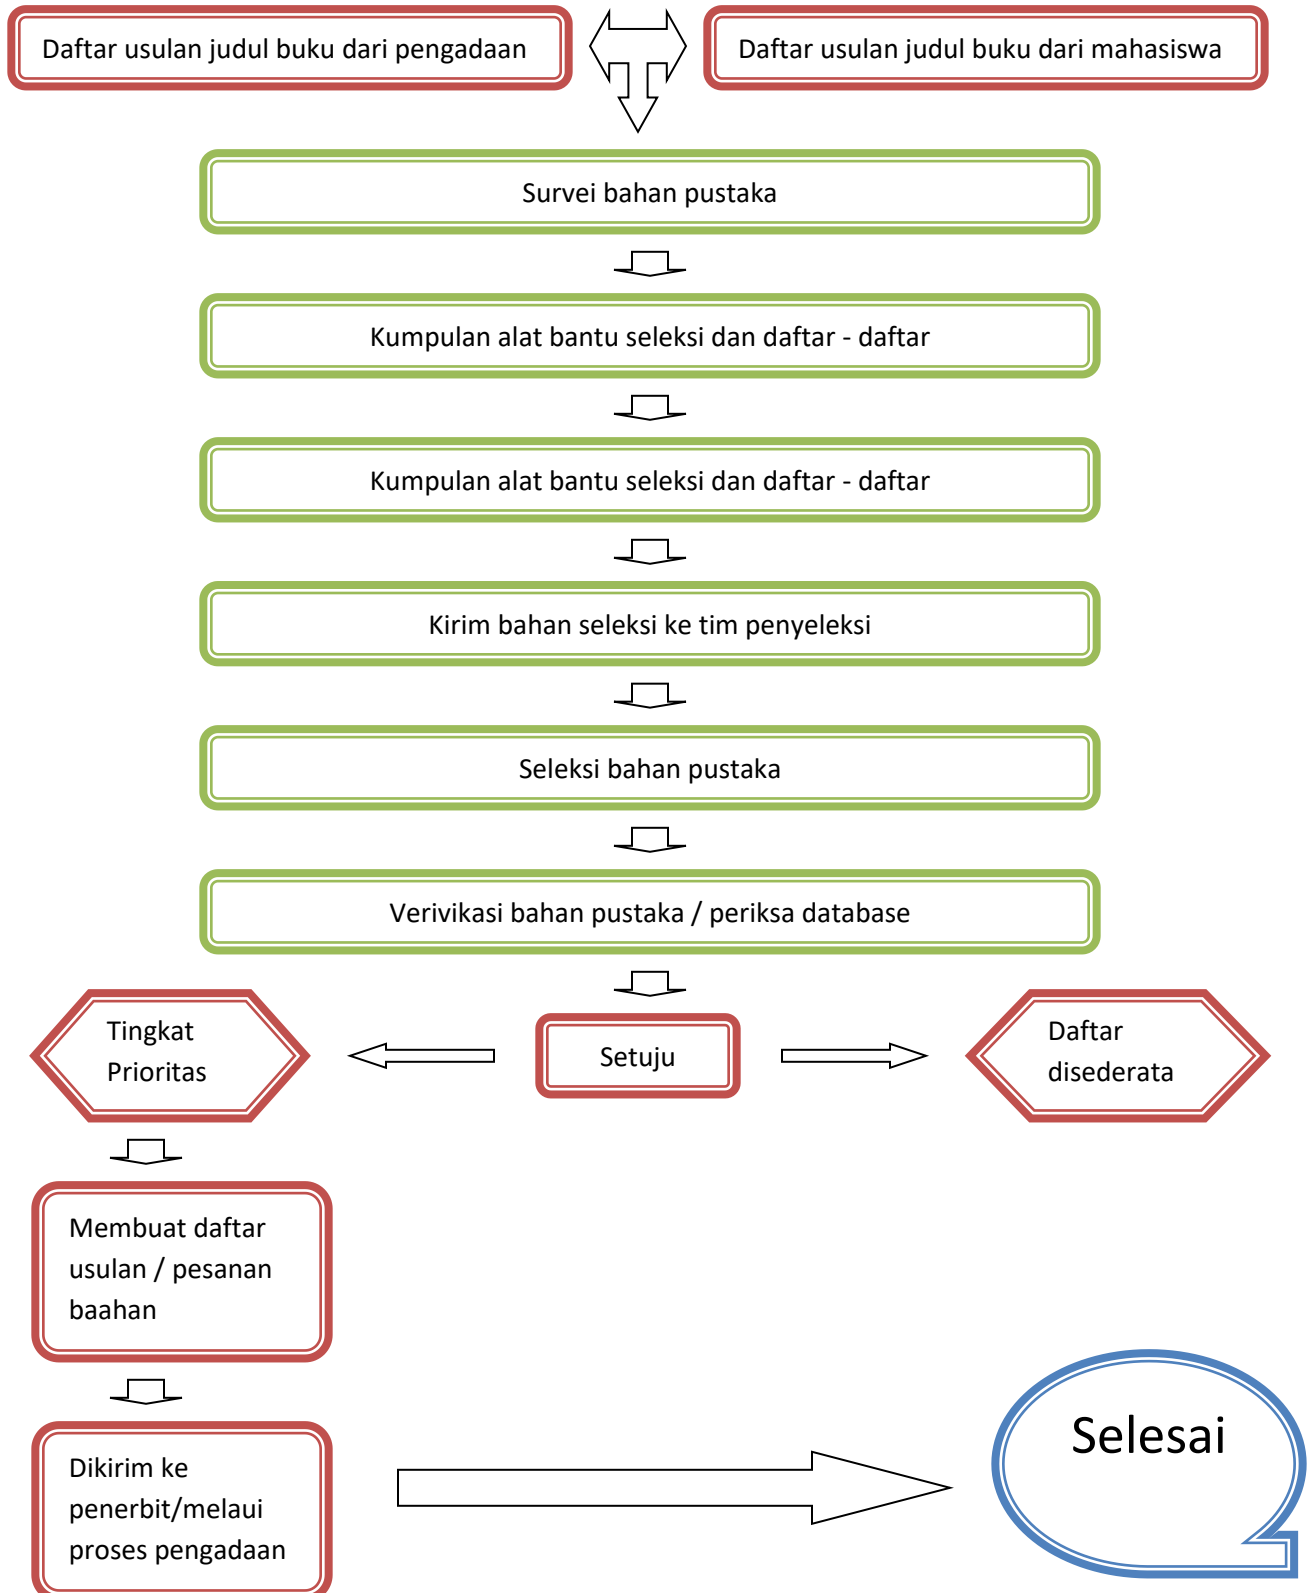 Daftar usulan judul buku dari pengadaan
Daftar usulan judul buku dari mahasiswa
Survei bahan pustaka
Kumpulan alat bantu seleksi dan daftar - daftar
Kumpulan alat bantu seleksi dan daftar - daftar
Kirim bahan seleksi ke tim penyeleksi
Seleksi bahan pustaka
Verivikasi bahan pustaka / periksa database
Tingkat
Prioritas
Setuju
Daftar
disederata
Membuat daftar
usulan / pesanan
baahan
Dikirim ke
penerbit/melaui
proses pengadaan
Selesai